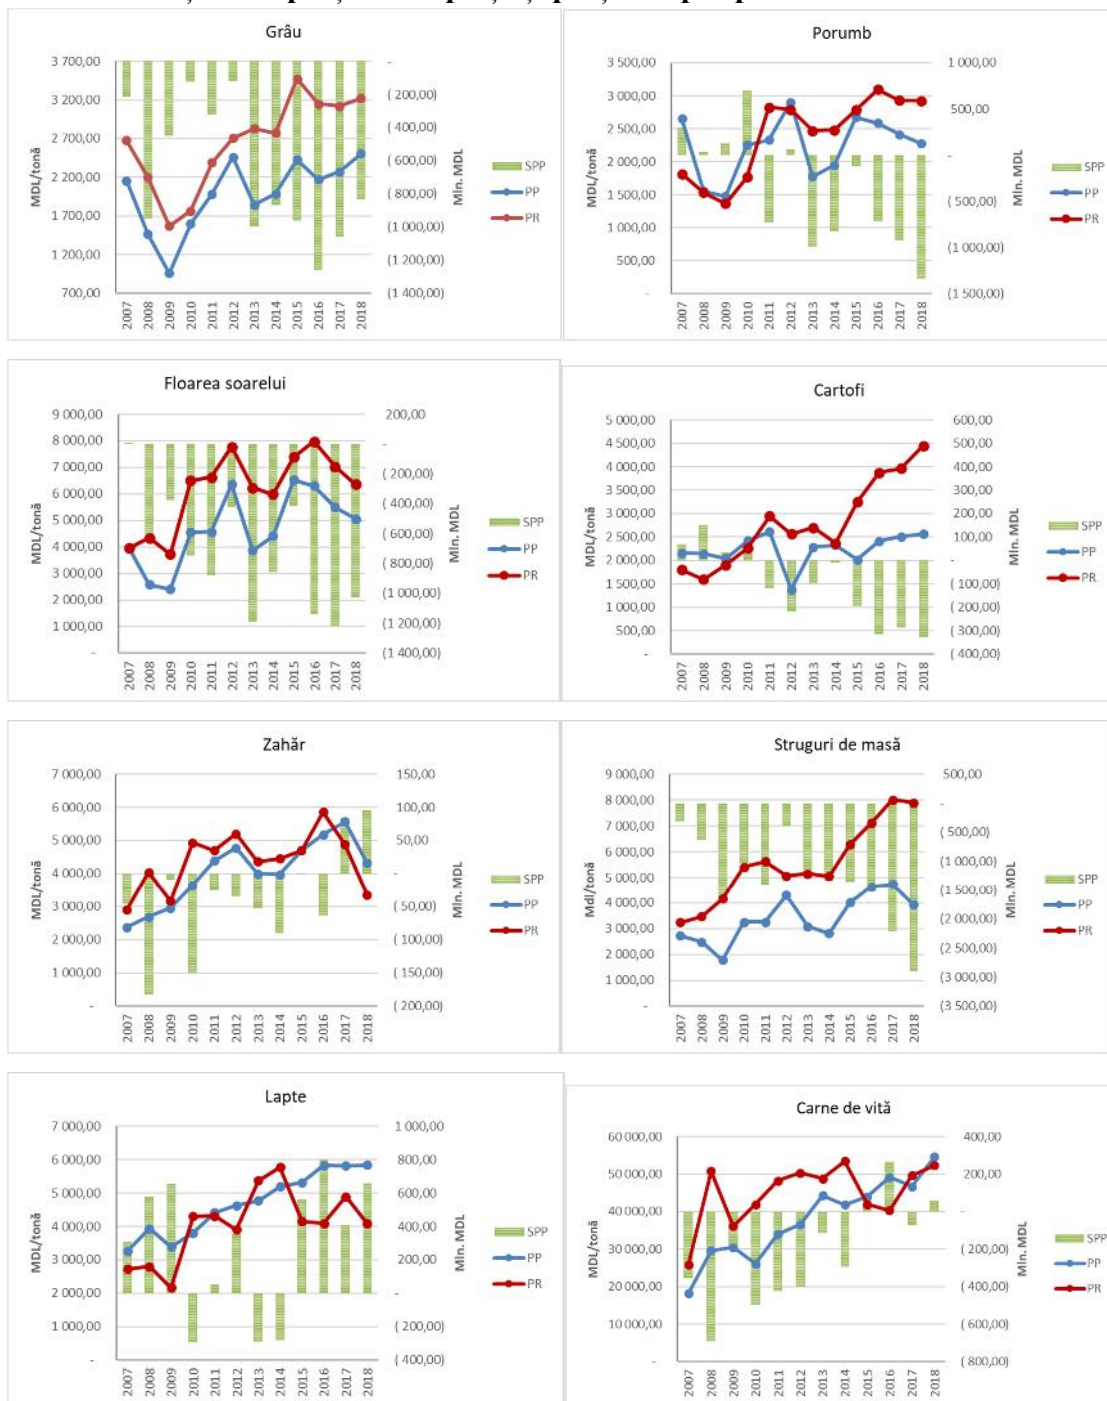 Grâu
3 700,00
3 200,00
2 700,00
2 200,00
1 700,00
1 200,00
700,00
MDL/tonă
-
( 200,00)
( 400,00)
( 600,00)
( 800,00)
(1 000,00)
(1 200,00)
(1 400,00)
Mln. MDL
SPP
PP
PR
2007 2008 2009 2010 2011 2012 2013 2014 2015 2016 2017 2018
Porumb
3 500,00
3 000,00
2 500,00
2 000,00
1 500,00
1 000,00
500,00
-
MDL/tonă
1 000,00
500,00
-
( 500,00)
(1 000,00)
(1 500,00)
Mln. MDL
SPP
PP
PR
2007 2008 2009 2010 2011 2012 2013 2014 2015 2016 2017 2018
Floarea soarelui
9 000,00
8 000,00
7 000,00
6 000,00
5 000,00
4 000,00
3 000,00
2 000,00
1 000,00
-
MDL/tonă
200,00
-
( 200,00)
( 400,00)
( 600,00)
( 800,00)
(1 000,00)
(1 200,00)
(1 400,00)
Mln. MDL
SPP
PP
PR
2007 2008 2009 2010 2011 2012 2013 2014 2015 2016 2017 2018
Cartofi
5 000,00
4 500,00
4 000,00
3 500,00
3 000,00
2 500,00
2 000,00
1 500,00
1 000,00
500,00
-
MDL/tonă
600,00
500,00
400,00
300,00
200,00
100,00
-
( 100,00)
( 200,00)
( 300,00)
( 400,00)
Mln. MDL
SPP
PP
PR
2007 2008 2009 2010 2011 2012 2013 2014 2015 2016 2017 2018
Zahăr
7 000,00
6 000,00
5 000,00
4 000,00
3 000,00
2 000,00
1 000,00
-
MDL/tonă
150,00
100,00
50,00
-
( 50,00)
( 100,00)
( 150,00)
( 200,00)
Mln. MDL
SPP
PP
PR
2007 2008 2009 2010 2011 2012 2013 2014 2015 2016 2017 2018
Struguri de masă
9 000,00
8 000,00
7 000,00
6 000,00
5 000,00
4 000,00
3 000,00
2 000,00
1 000,00
-
Mdl/tonă
500,00
-
( 500,00)
(1 000,00)
(1 500,00)
(2 000,00)
(2 500,00)
(3 000,00)
(3 500,00)
Mln. MDL
SPP
PP
PR
2007 2008 2009 2010 2011 2012 2013 2014 2015 2016 2017 2018
Lapte
7 000,00
6 000,00
5 000,00
4 000,00
3 000,00
2 000,00
1 000,00
-
MDL/tonă
1 000,00
800,00
600,00
400,00
200,00
-
( 200,00)
( 400,00)
Mln. MDL
SPP
PP
PR
2007 2008 2009 2010 2011 2012 2013 2014 2015 2016 2017 2018
Carne de vită
60 000,00
50 000,00
40 000,00
30 000,00
20 000,00
10 000,00
-
MDL/tonă
400,00
200,00
-
( 200,00)
( 400,00)
( 600,00)
( 800,00)
Mln. MDL
SPP
PP
PR
2007 2008 2009 2010 2011 2012 2013 2014 2015 2016 2017 2018